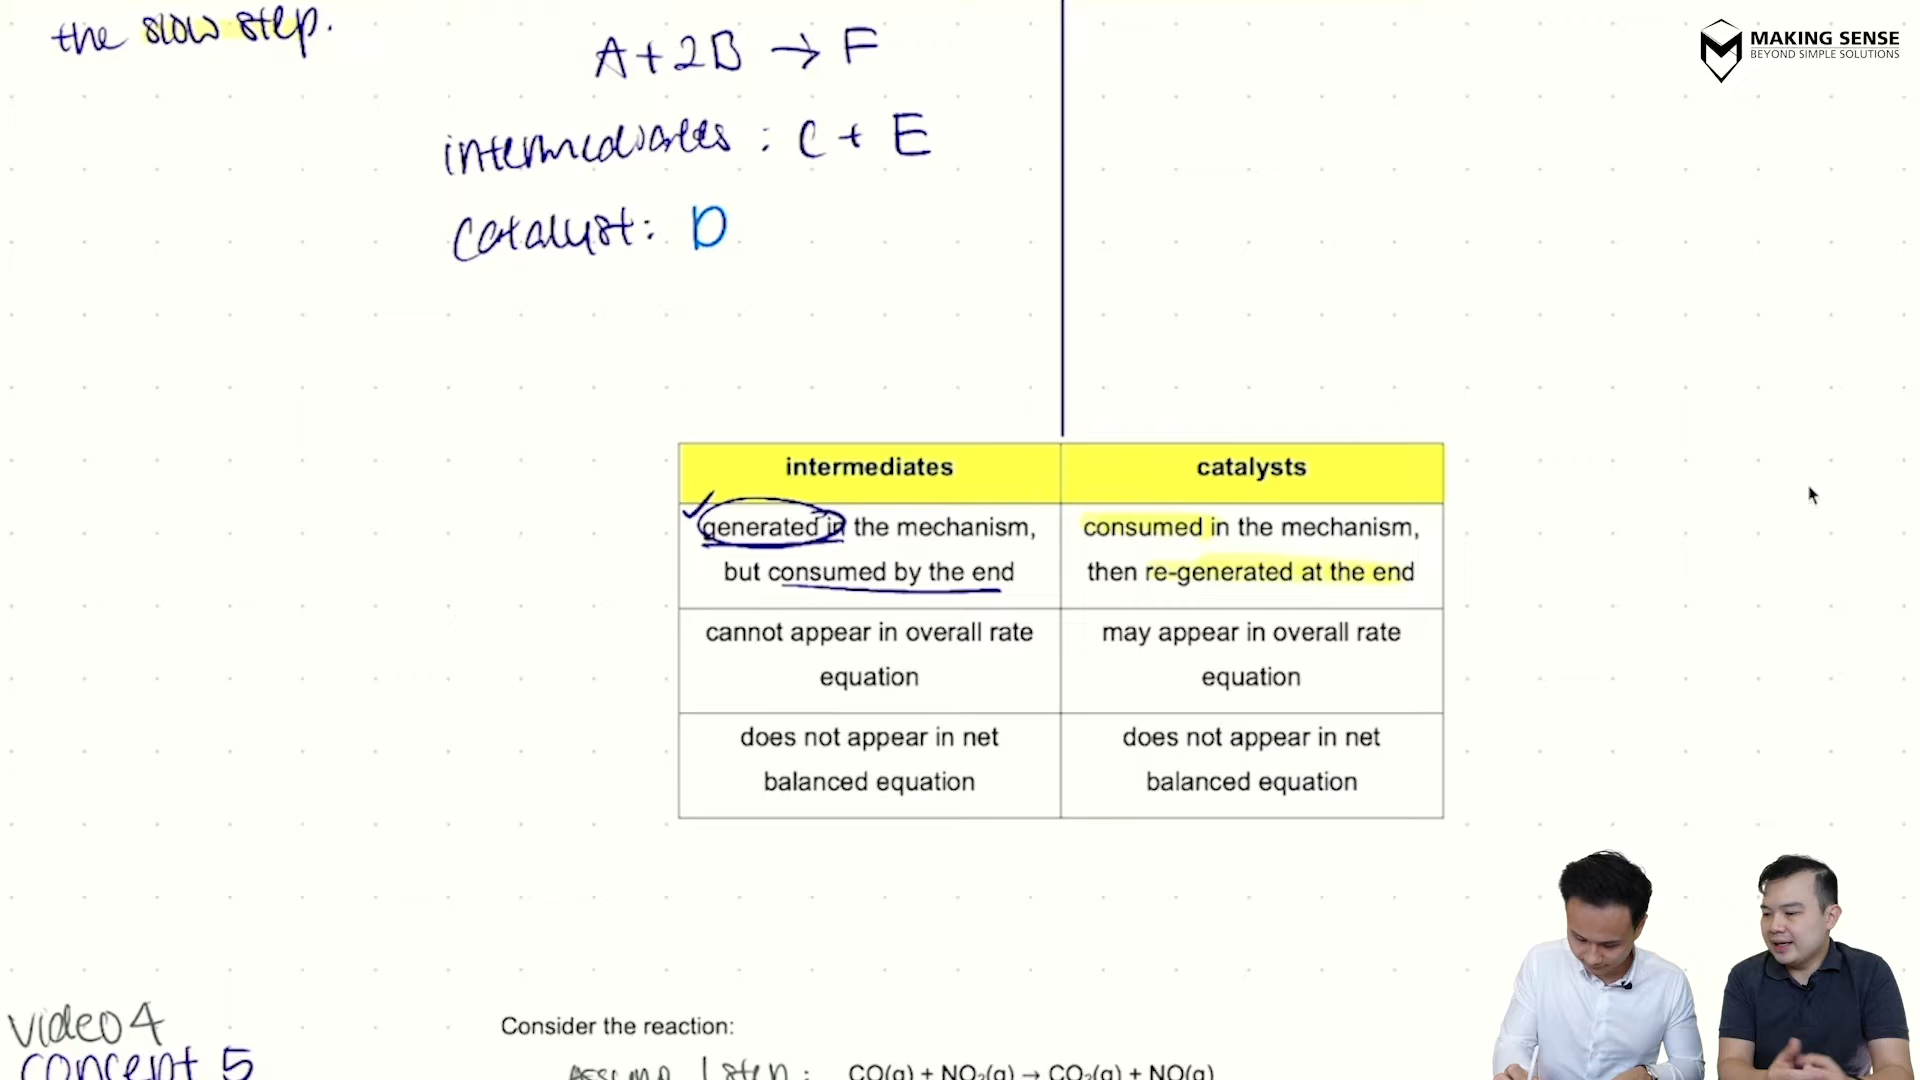 the slow step.
MAKING SENSE
BEYOND SIMPLE SOLUTIONS
A + 2B → F
intermediates : C + E
catalyst: D
intermediates
catalysts
generated in the mechanism,
but consumed by the end
consumed in the mechanism,
then re-generated at the end
cannot appear in overall rate
equation
may appear in overall rate
equation
does not appear in net
balanced equation
does not appear in net
balanced equation
video 4
concept 5
Consider the reaction:
Assume 1 step : CO(g) + NO₂(g) → CO₂(g) + NO(g)